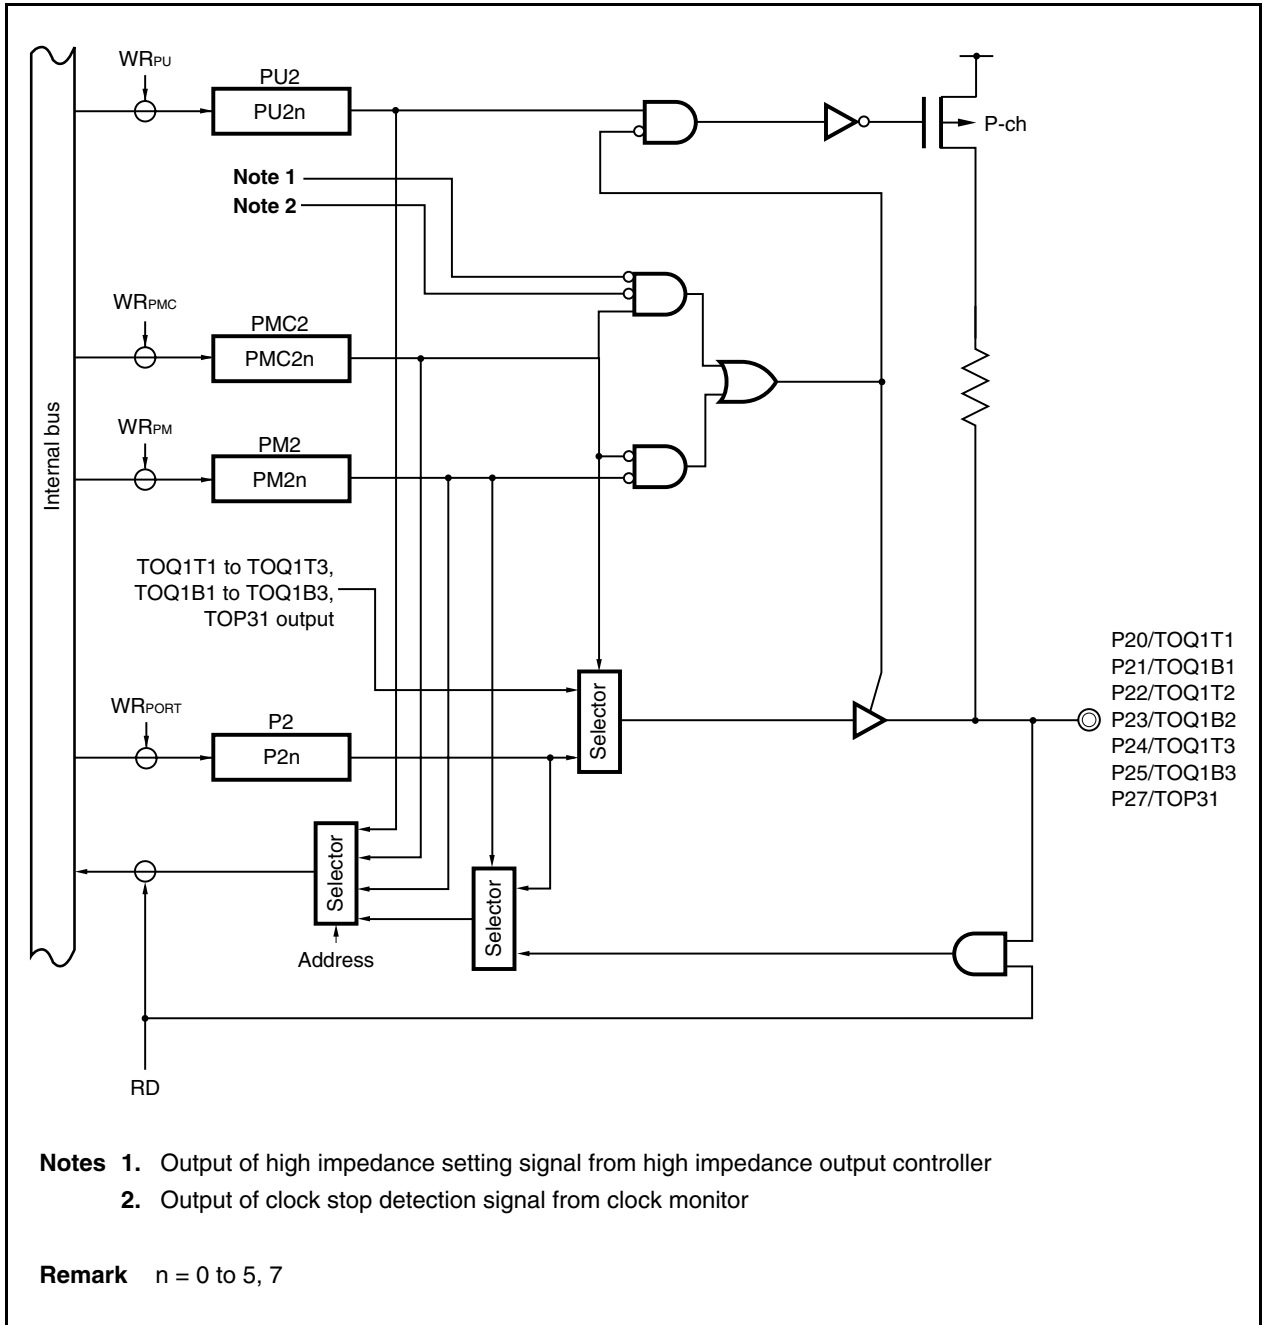 WRPU
PU2
PU2n
P-ch
Note 1
Note 2
WRPMC
PMC2
PMC2n
Internal bus
WRPM
PM2
PM2n
TOQ1T1 to TOQ1T3,
TOQ1B1 to TOQ1B3,
TOP31 output
WRPORT
P2
P2n
Selector
P20/TOQ1T1
P21/TOQ1B1
P22/TOQ1T2
P23/TOQ1B2
P24/TOQ1T3
P25/TOQ1B3
P27/TOP31
Selector
Selector
Address
RD
Notes 1. Output of high impedance setting signal from high impedance output controller
2. Output of clock stop detection signal from clock monitor
Remark n = 0 to 5, 7